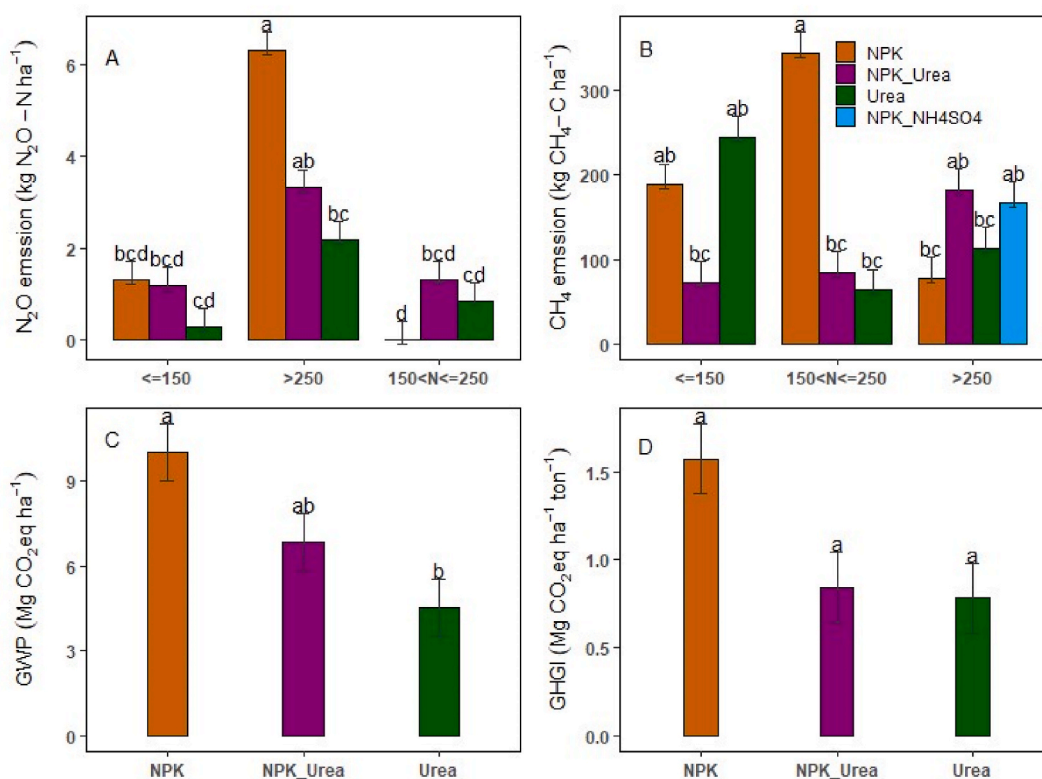 A
N₂O emssion (kg N₂O−N ha⁻¹)
6
4
2
0
bcd
bcd
cd
a
ab
bc
d
bcd
cd
<=150
>250
150<N<=250
B
NPK
NPK_Urea
Urea
NPK_NH4SO4
CH₄ emssion (kg CH₄−C ha⁻¹)
300
200
100
0
ab
bc
ab
a
bc
bc
bc
ab
bc
ab
<=150
150<N<=250
>250
C
GWP (Mg CO₂eq ha⁻¹)
9
6
3
0
a
ab
b
NPK
NPK_Urea
Urea
D
GHGI (Mg CO₂eq ha⁻¹ ton⁻¹)
1.5
1.0
0.5
0.0
a
a
a
NPK
NPK_Urea
Urea